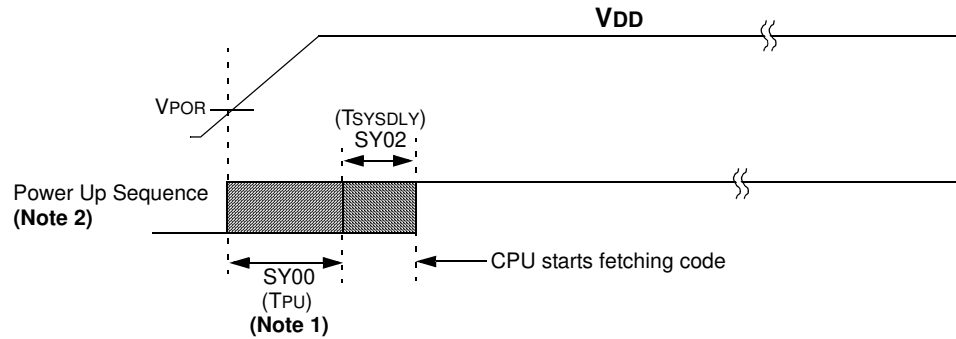 VDD
VPOR
(TSYSDLY)
SY02
Power Up Sequence
(Note 2)
CPU starts fetching code
SY00
(TPU)
(Note 1)